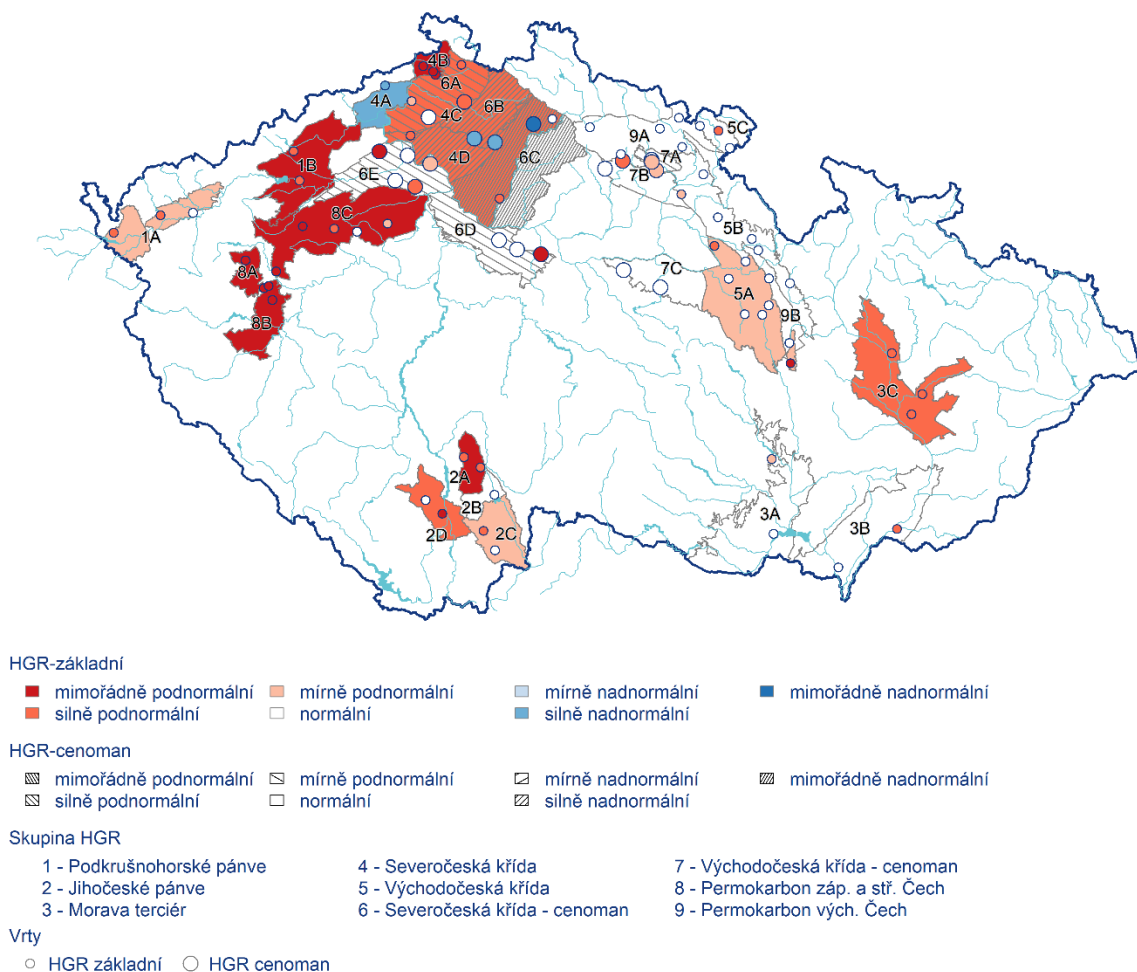 4B
6A
4A
6B
4C
5C
9A
7A
4D
6C
1B
7B
6E
8C
1A
6D
5B
8A
7C
5A
9B
8B
3C
2A
2B
3A
2D
2C
3B
HGR-základní
mimořádně podnormální
mírně podnormální
mírně nadnormální
mimořádně nadnormální
silně podnormální
normální
silně nadnormální
HGR-cenoman
mimořádně podnormální
mírně podnormální
mírně nadnormální
mimořádně nadnormální
silně podnormální
normální
silně nadnormální
Skupina HGR
1 - Podkrušnohorské pánve
4 - Severočeská křída
7 - Východočeská křída - cenoman
2 - Jihočeské pánve
5 - Východočeská křída
8 - Permokarbon záp. a stř. Čech
3 - Morava terciér
6 - Severočeská křída - cenoman
9 - Permokarbon vých. Čech
Vrty
HGR základní
HGR cenoman